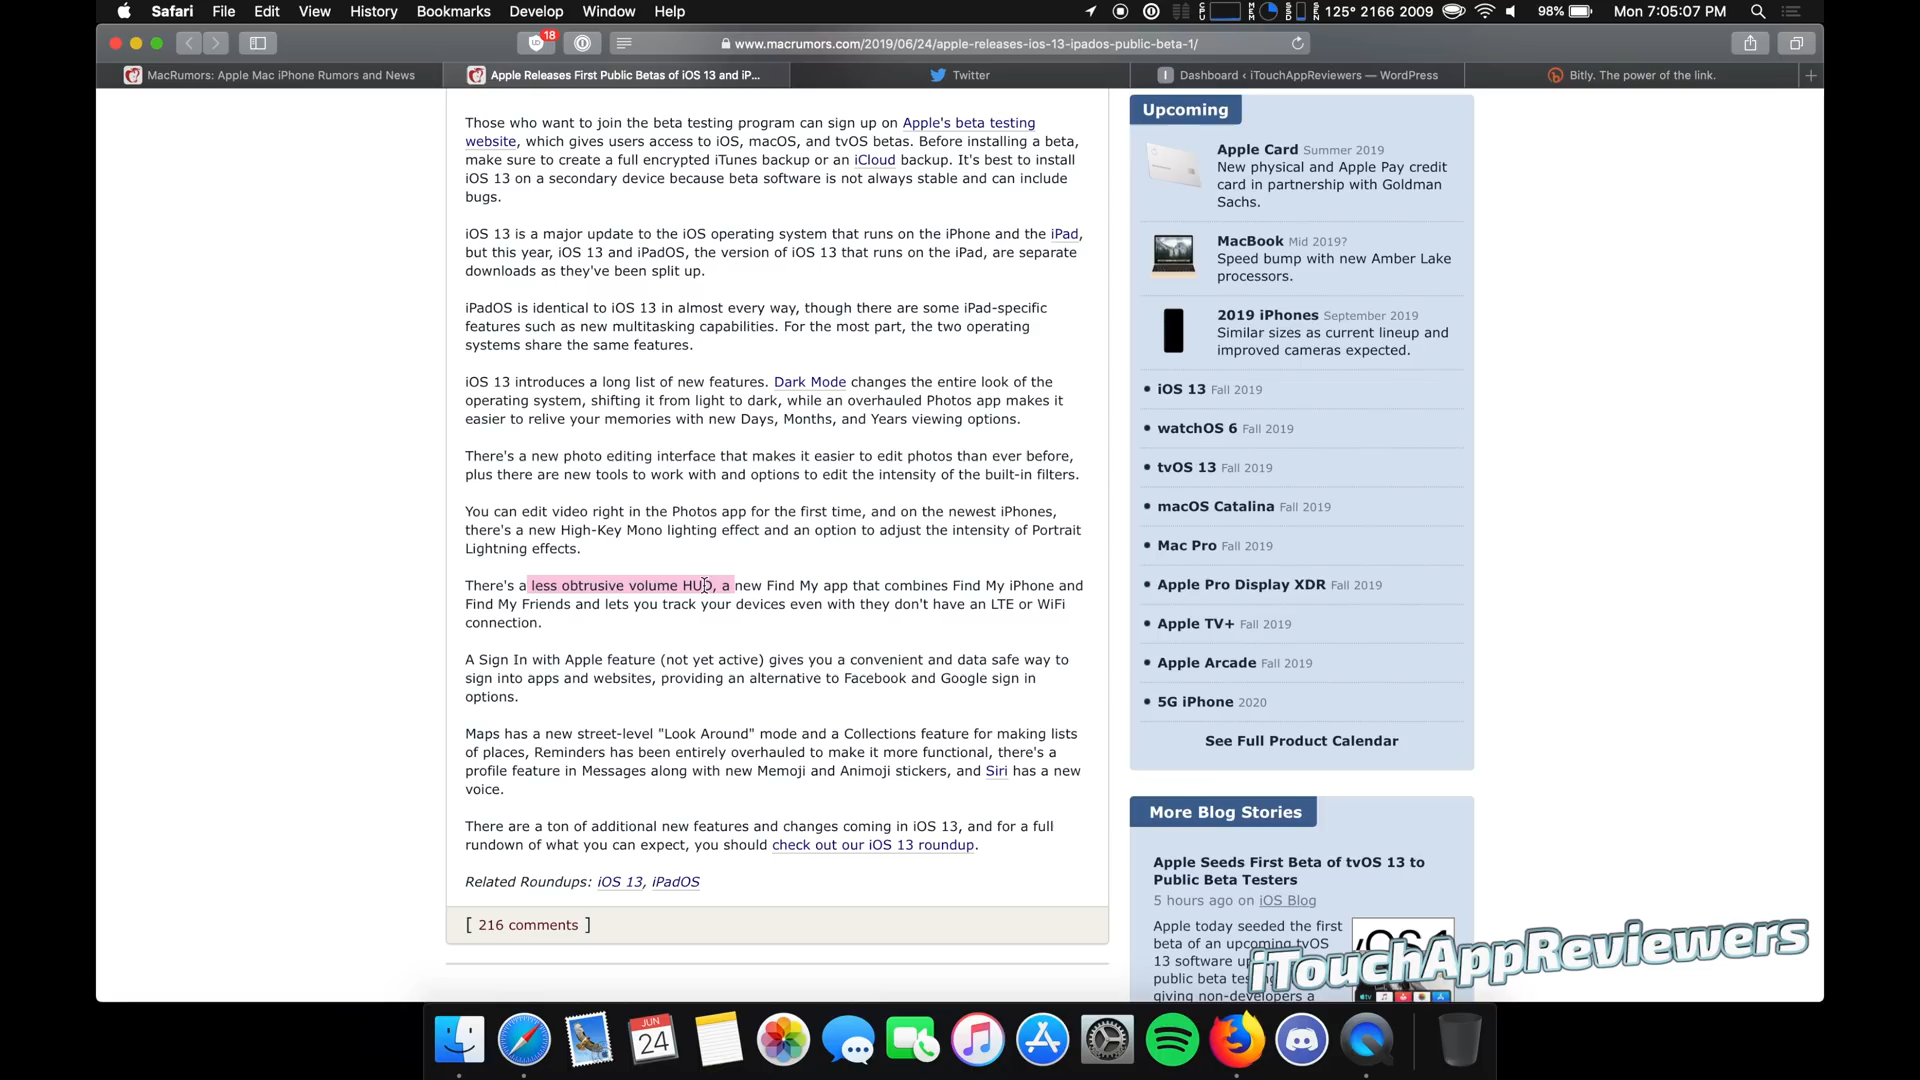 Safari File Edit View History Bookmarks Develop Window Help
125° 2166 2009 98% Mon 7:05:07 PM
18
www.macrumors.com/2019/06/24/apple-releases-ios-13-ipados-public-beta-1/
MacRumors: Apple Mac iPhone Rumors and News
Apple Releases First Public Betas of iOS 13 and iP...
Twitter
Dashboard ‹ iTouchAppReviewers — WordPress
Bitly. The power of the link.
Those who want to join the beta testing program can sign up on Apple's beta testing
website, which gives users access to iOS, macOS, and tvOS betas. Before installing a beta,
make sure to create a full encrypted iTunes backup or an iCloud backup. It's best to install
iOS 13 on a secondary device because beta software is not always stable and can include
bugs.
iOS 13 is a major update to the iOS operating system that runs on the iPhone and the iPad,
but this year, iOS 13 and iPadOS, the version of iOS 13 that runs on the iPad, are separate
downloads as they've been split up.
iPadOS is identical to iOS 13 in almost every way, though there are some iPad-specific
features such as new multitasking capabilities. For the most part, the two operating
systems share the same features.
iOS 13 introduces a long list of new features. Dark Mode changes the entire look of the
operating system, shifting it from light to dark, while an overhauled Photos app makes it
easier to relive your memories with new Days, Months, and Years viewing options.
There's a new photo editing interface that makes it easier to edit photos than ever before,
plus there are new tools to work with and options to edit the intensity of the built-in filters.
You can edit video right in the Photos app for the first time, and on the newest iPhones,
there's a new High-Key Mono lighting effect and an option to adjust the intensity of Portrait
Lightning effects.
There's a less obtrusive volume HUD, a new Find My app that combines Find My iPhone and
Find My Friends and lets you track your devices even with they don't have an LTE or WiFi
connection.
A Sign In with Apple feature (not yet active) gives you a convenient and data safe way to
sign into apps and websites, providing an alternative to Facebook and Google sign in
options.
Maps has a new street-level "Look Around" mode and a Collections feature for making lists
of places, Reminders has been entirely overhauled to make it more functional, there's a
profile feature in Messages along with new Memoji and Animoji stickers, and Siri has a new
voice.
There are a ton of additional new features and changes coming in iOS 13, and for a full
rundown of what you can expect, you should check out our iOS 13 roundup.
Related Roundups: iOS 13, iPadOS
[ 216 comments ]
Upcoming
Apple Card Summer 2019
New physical and Apple Pay credit
card in partnership with Goldman
Sachs.
MacBook Mid 2019?
Speed bump with new Amber Lake
processors.
2019 iPhones September 2019
Similar sizes as current lineup and
improved cameras expected.
iOS 13 Fall 2019
watchOS 6 Fall 2019
tvOS 13 Fall 2019
macOS Catalina Fall 2019
Mac Pro Fall 2019
Apple Pro Display XDR Fall 2019
Apple TV+ Fall 2019
Apple Arcade Fall 2019
5G iPhone 2020
See Full Product Calendar
More Blog Stories
Apple Seeds First Beta of tvOS 13 to
Public Beta Testers
5 hours ago on iOS Blog
Apple today seeded the first
beta of an upcoming tvOS
13 software
public beta
giving non-developers a
iTouchAppReviewers
JUN
24